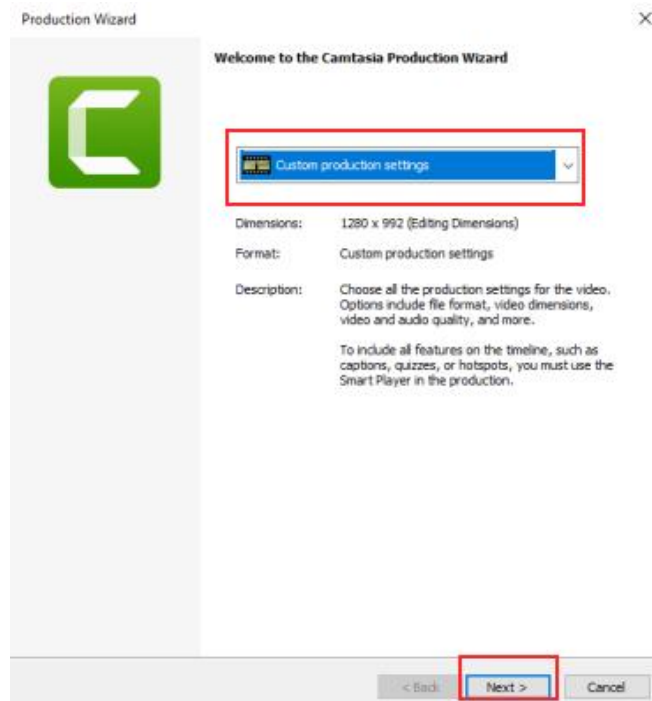 Production Wizard
Welcome to the Camtasia Production Wizard
Custom production settings
Dimensions: 1280 x 992 (Editing Dimensions)
Format: Custom production settings
Description: Choose all the production settings for the video.
Options include file format, video dimensions,
video and audio quality, and more.
To include all features on the timeline, such as
captions, quizzes, or hotspots, you must use the
Smart Player in the production.
< Back Next > Cancel